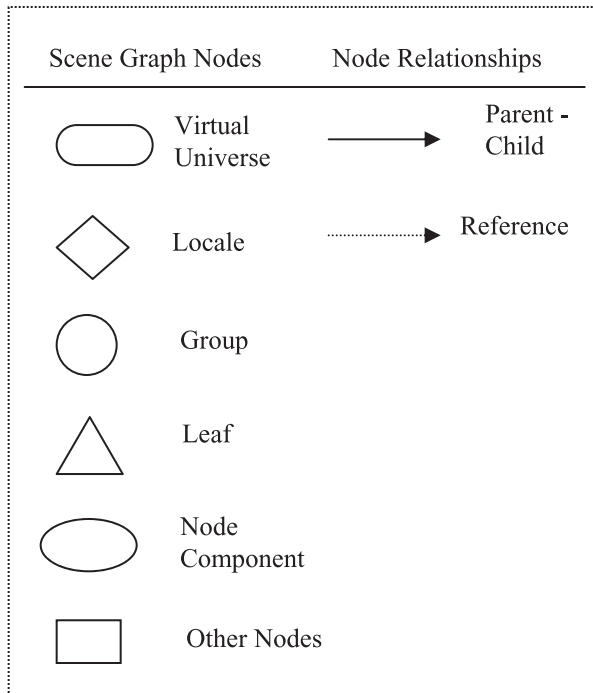 Scene Graph Nodes
Node Relationships
Virtual
Universe
Parent -
Child
Locale
Reference
Group
Leaf
Node
Component
Other Nodes